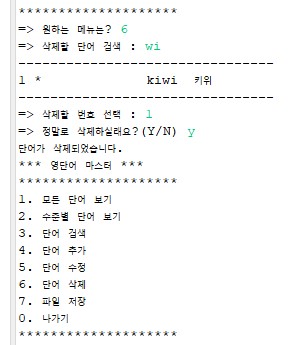 *********************
=> 원하는 메뉴는? 6
=> 삭제할 단어 검색 : wi
--------------------------------
1 * kiwi 키위
--------------------------------
=> 삭제할 번호 선택 : 1
=> 정말로 삭제하실래요?(Y/N) y
단어가 삭제되었습니다.
*** 영단어 마스터 ***
*********************
1. 모든 단어 보기
2. 수준별 단어 보기
3. 단어 검색
4. 단어 추가
5. 단어 수정
6. 단어 삭제
7. 파일 저장
0. 나가기
*********************